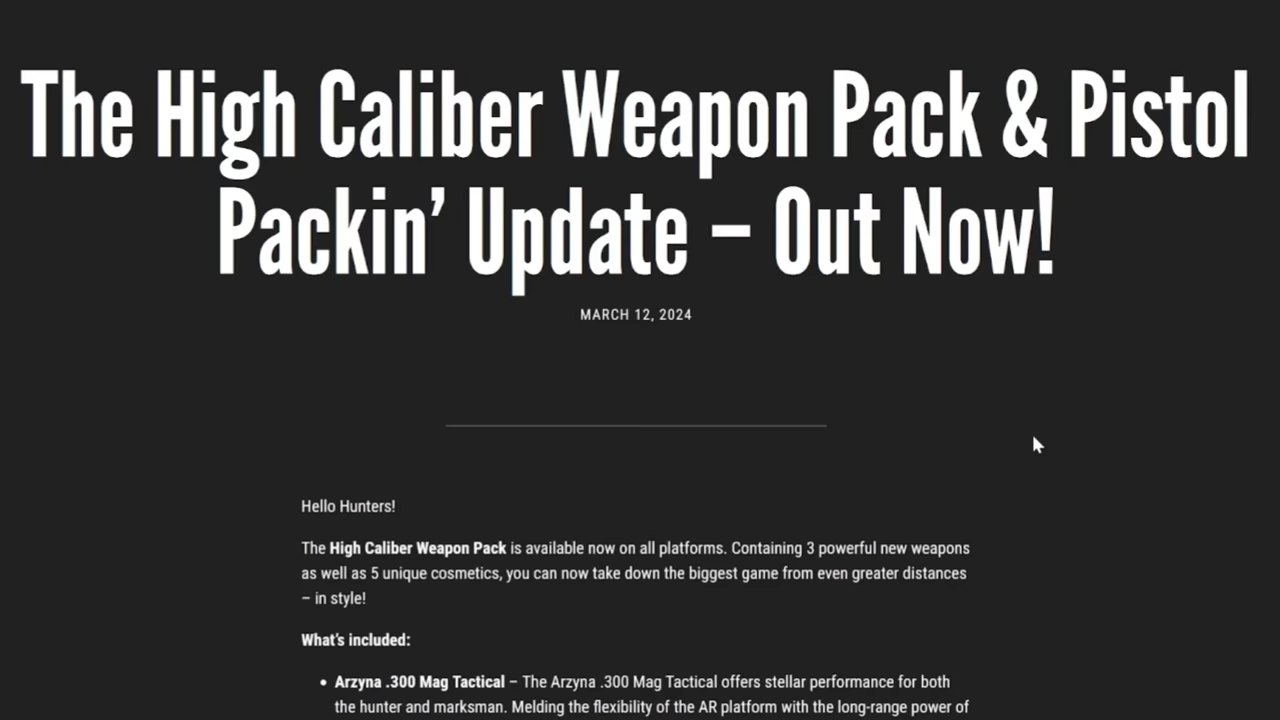 The High Caliber Weapon Pack & Pistol
Packin’ Update – Out Now!
MARCH 12, 2024
Hello Hunters!
The High Caliber Weapon Pack is available now on all platforms. Containing 3 powerful new weapons
as well as 5 unique cosmetics, you can now take down the biggest game from even greater distances
– in style!
What’s included:
• Arzyna .300 Mag Tactical – The Arzyna .300 Mag Tactical offers stellar performance for both
the hunter and marksman. Melding the flexibility of the AR platform with the long-range power of